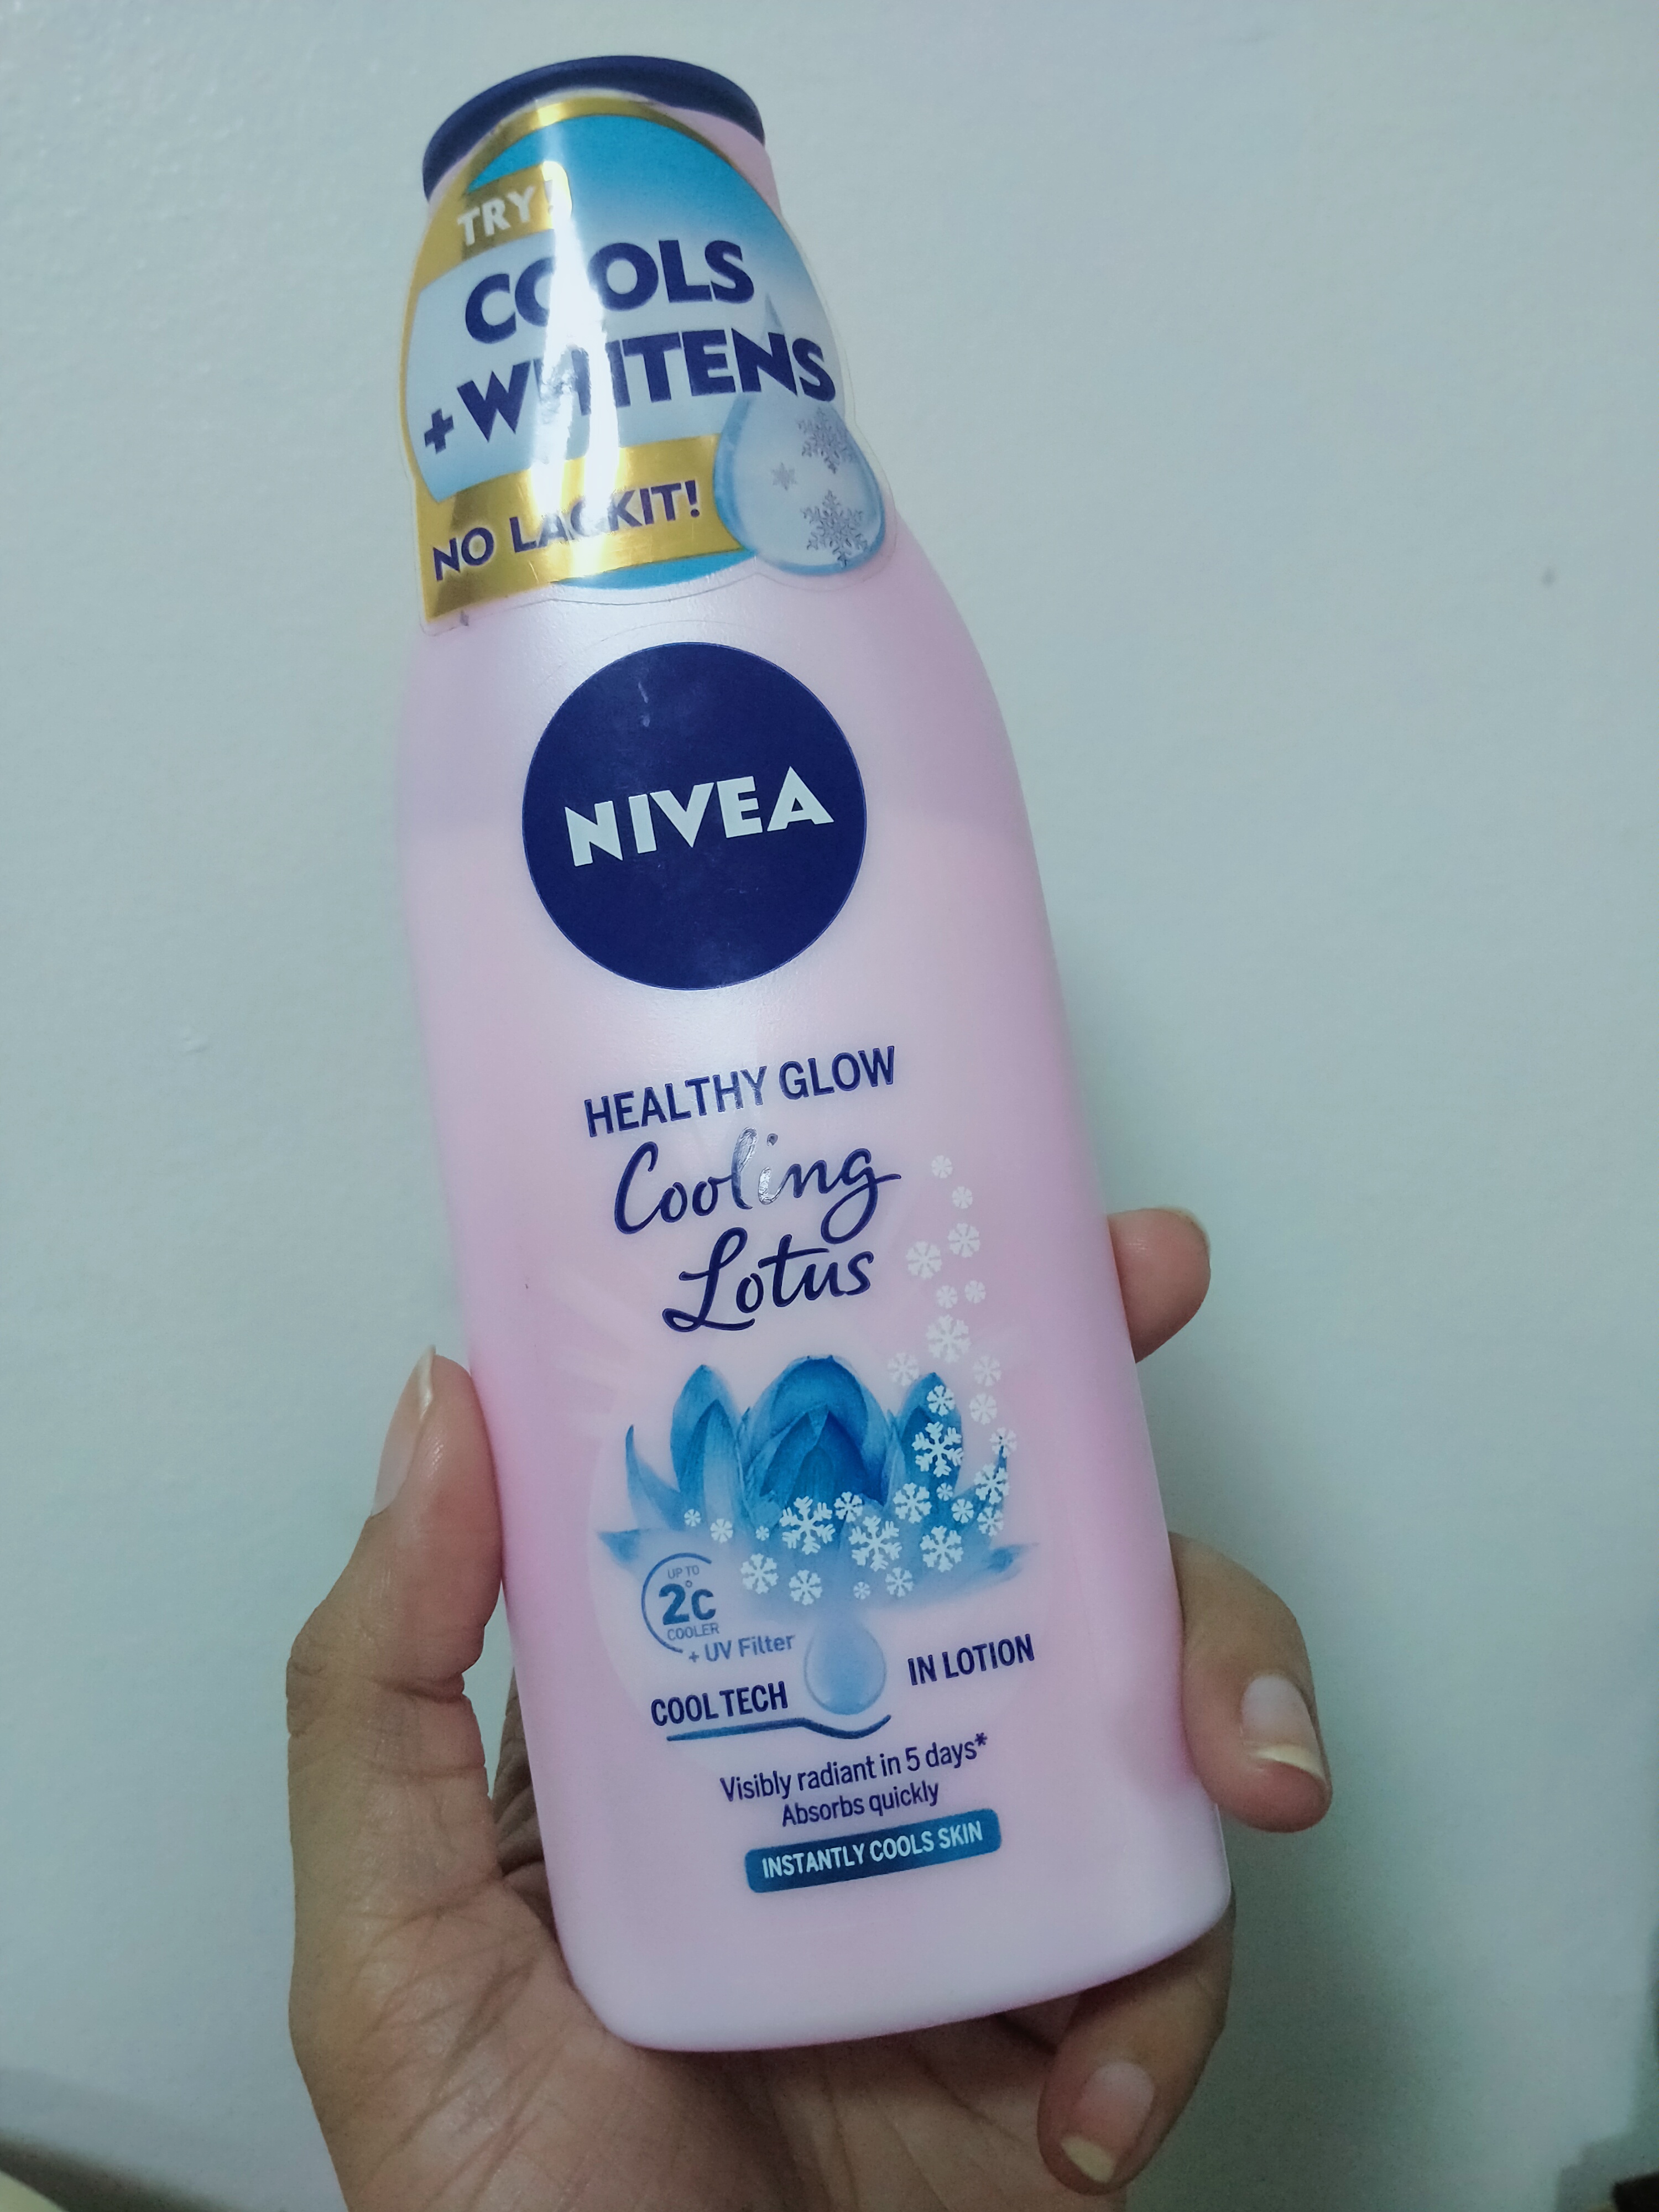 TRY!
COOLS
+ WHITENS
NO LAGKIT!
NIVEA
HEALTHY GLOW
Cooling
Lotus
UP TO
2°C
COOLER
+ UV Filter
COOL TECH IN LOTION
Visibly radiant in 5 days*
Absorbs quickly
INSTANTLY COOLS SKIN